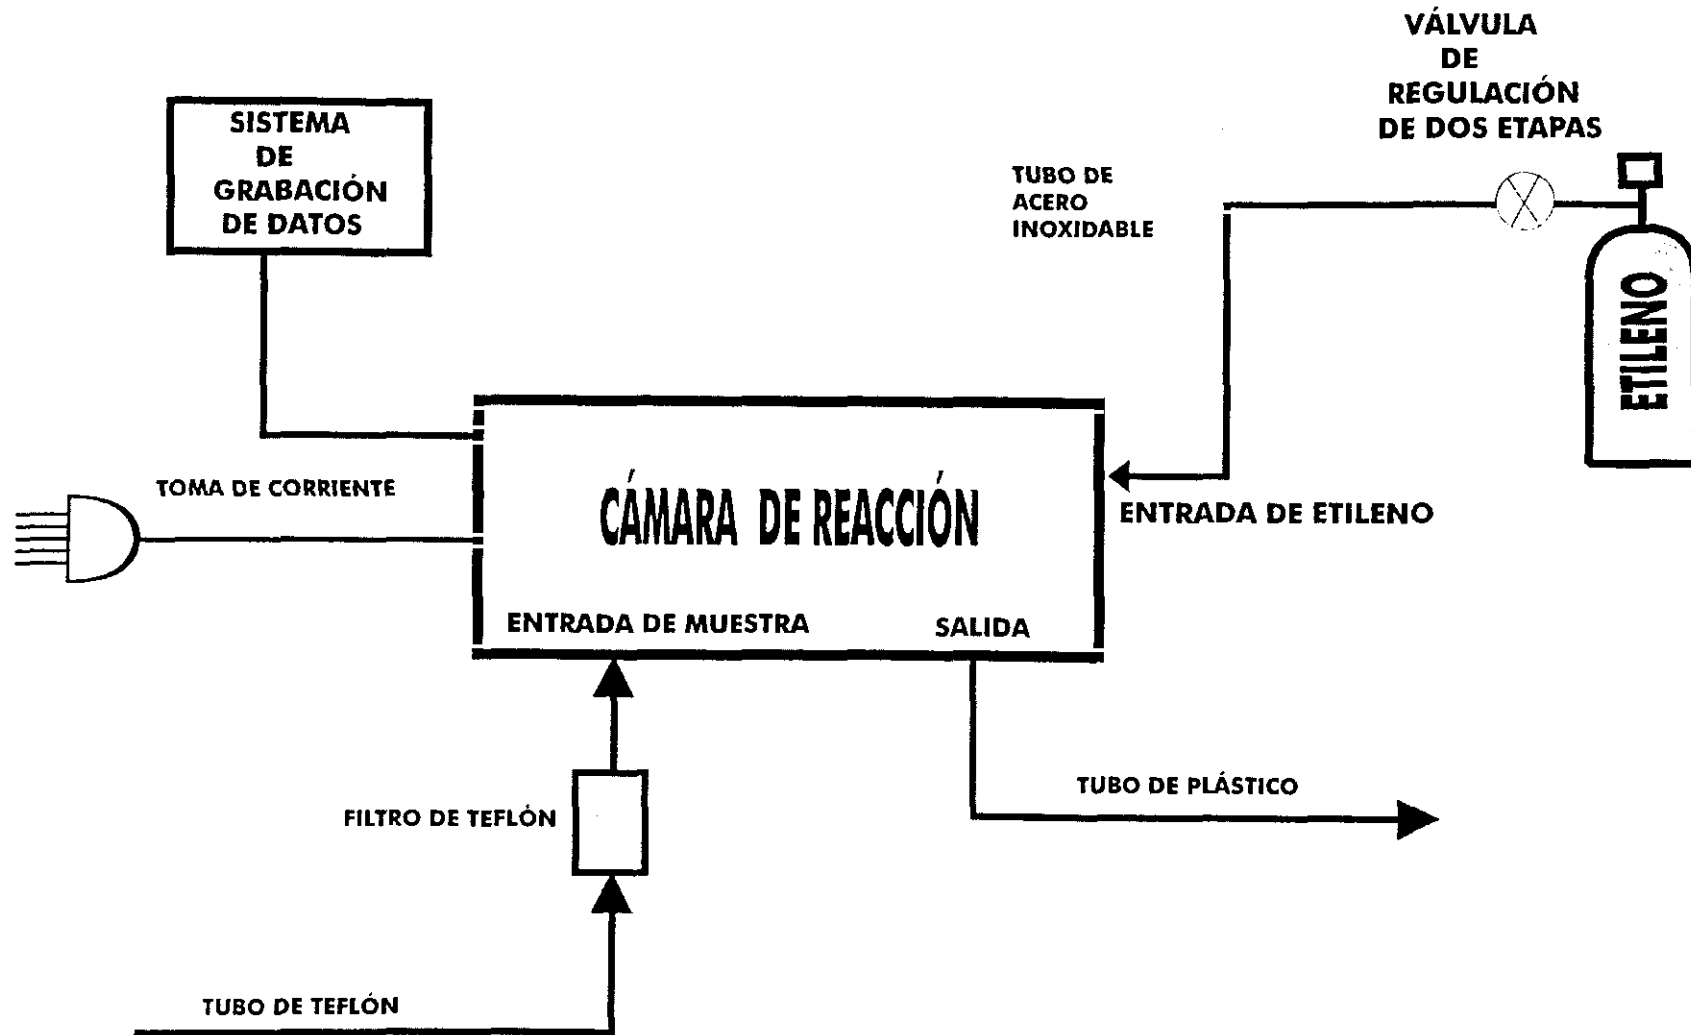 VÁLVULA
DE
REGULACIÓN
DE DOS ETAPAS
SISTEMA
DE
GRABACIÓN
DE DATOS
TUBO DE
ACERO
INOXIDABLE
ETILENO
TOMA DE CORRIENTE
CÁMARA DE REACCIÓN
ENTRADA DE ETILENO
ENTRADA DE MUESTRA
SALIDA
TUBO DE PLÁSTICO
FILTRO DE TEFLÓN
TUBO DE TEFLÓN